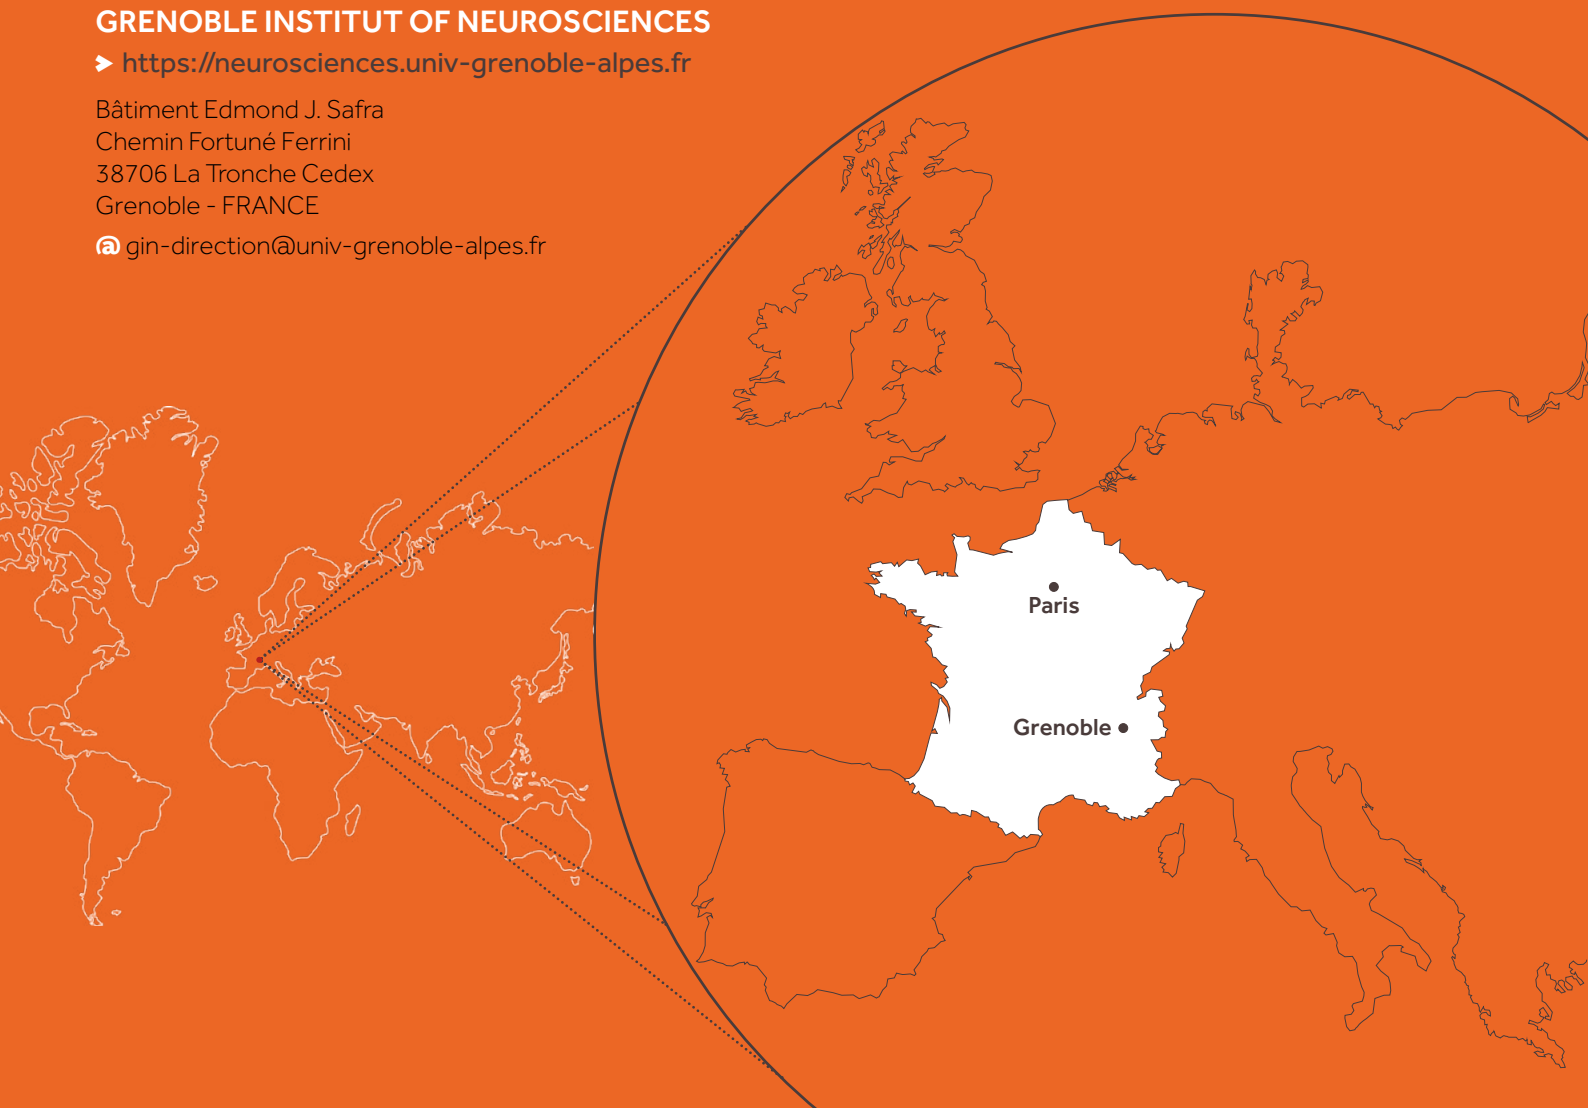 GRENOBLE INSTITUT OF NEUROSCIENCES
https://neurosciences.univ-grenoble-alpes.fr
Bâtiment Edmond J. Safra
Chemin Fortuné Ferrini
38706 La Tronche Cedex
Grenoble - FRANCE
@ gin-direction@univ-grenoble-alpes.fr
Paris
Grenoble